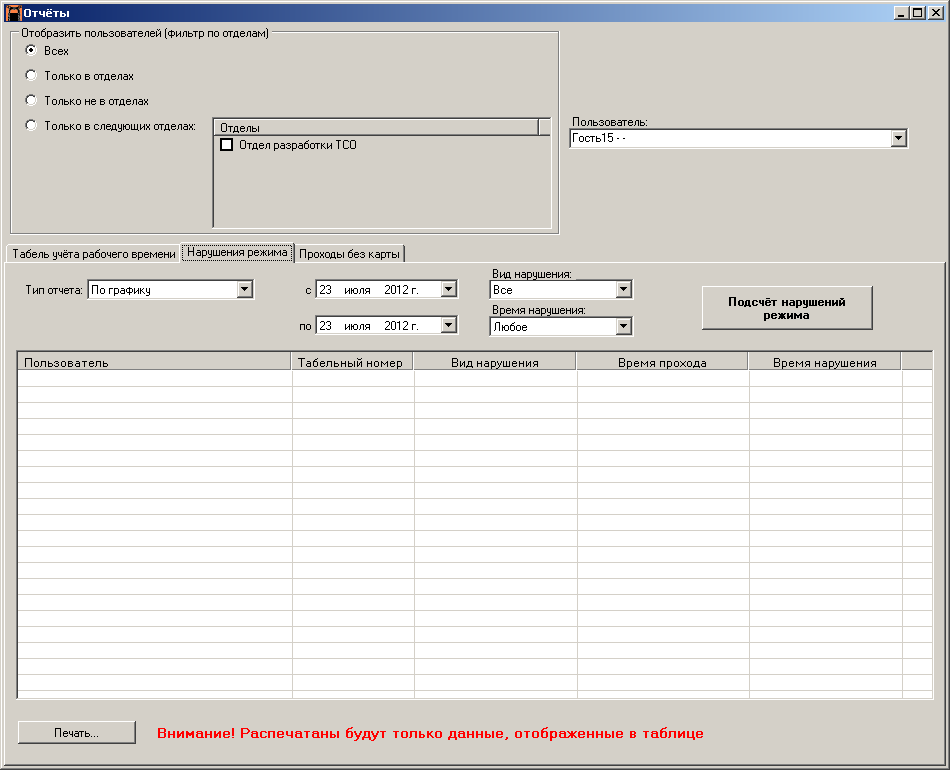 Отчёты
Отобразить пользователей (фильтр по отделам)
Всех
Только в отделах
Только не в отделах
Только в следующих отделах:
Отделы
Отдел разработки ТСО
Пользователь:
Гость15 - -
Табель учёта рабочего времени
Нарушения режима
Проходы без карты
Тип отчета:
По графику
с
23 июля 2012 г.
по
23 июля 2012 г.
Вид нарушения:
Все
Время нарушения:
Любое
Подсчёт нарушений
режима
Пользователь
Табельный номер
Вид нарушения
Время прохода
Время нарушения
Печать...
Внимание! Распечатаны будут только данные, отображенные в таблице